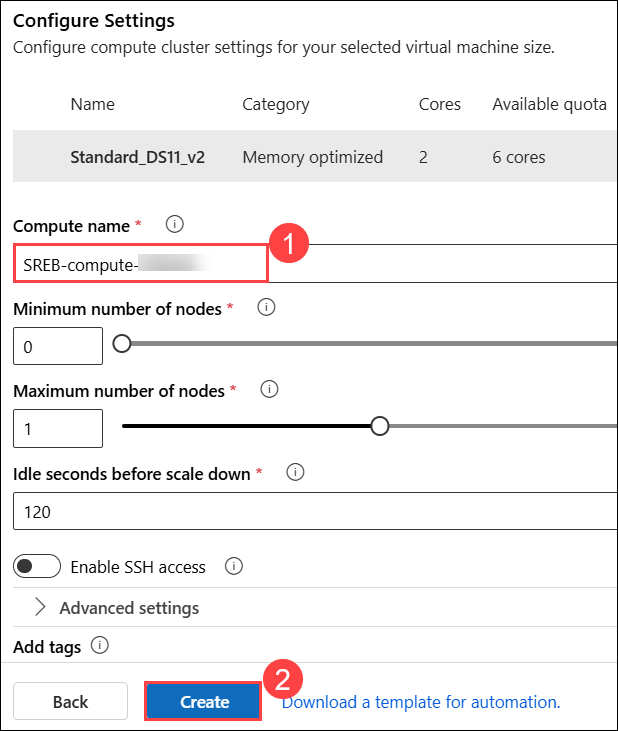 Configure Settings
Configure compute cluster settings for your selected virtual machine size.
Name Category Cores Available quota
Standard_DS11_v2 Memory optimized 2 6 cores
Compute name * i
1
SREB-compute-
Minimum number of nodes * i
0
Maximum number of nodes * i
1
Idle seconds before scale down * i
120
Enable SSH access i
Advanced settings
Add tags i
2
Back Create Download a template for automation.